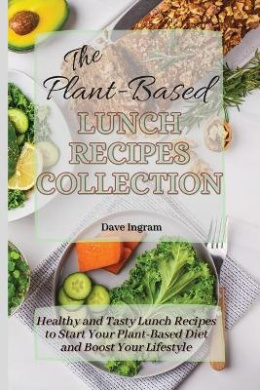 The
Plant-Based
LUNCH
RECIPES
COLLECTION
Dave Ingram
Healthy and Tasty Lunch Recipes
to Start Your Plant-Based Diet
and Boost Your Lifestyle